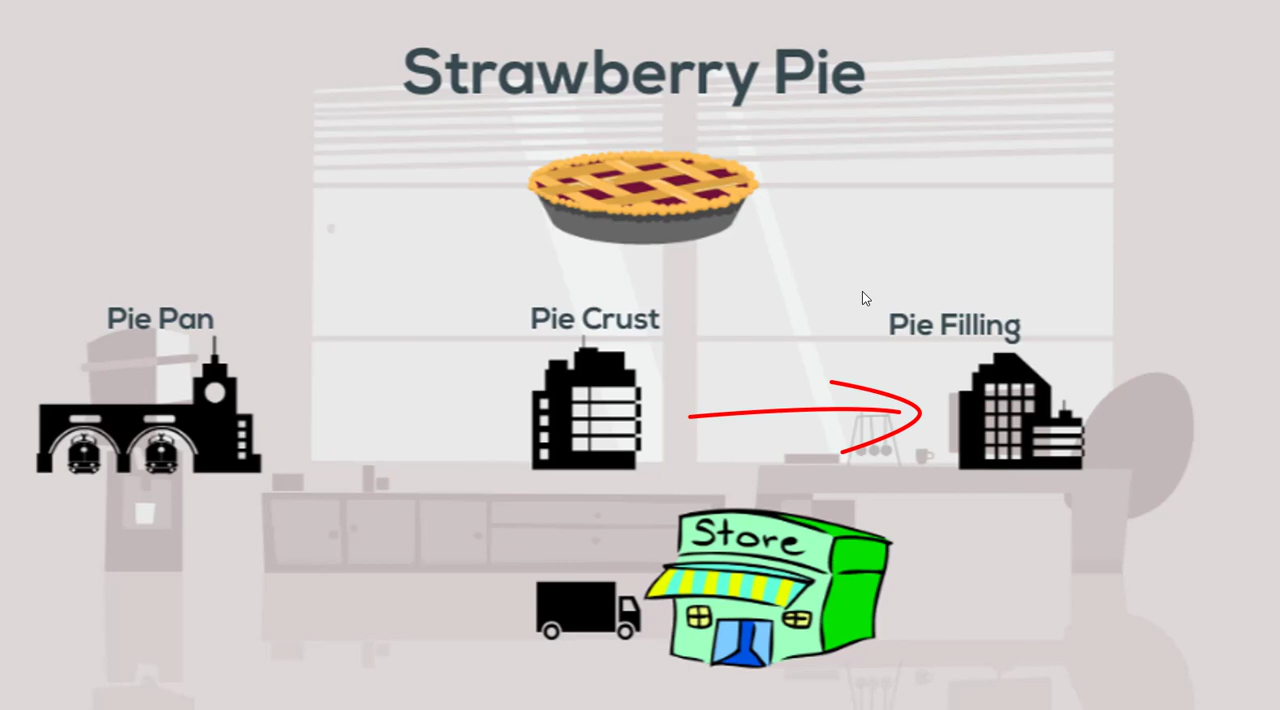 Strawberry Pie
Pie Pan
Pie Crust
Pie Filling
Store